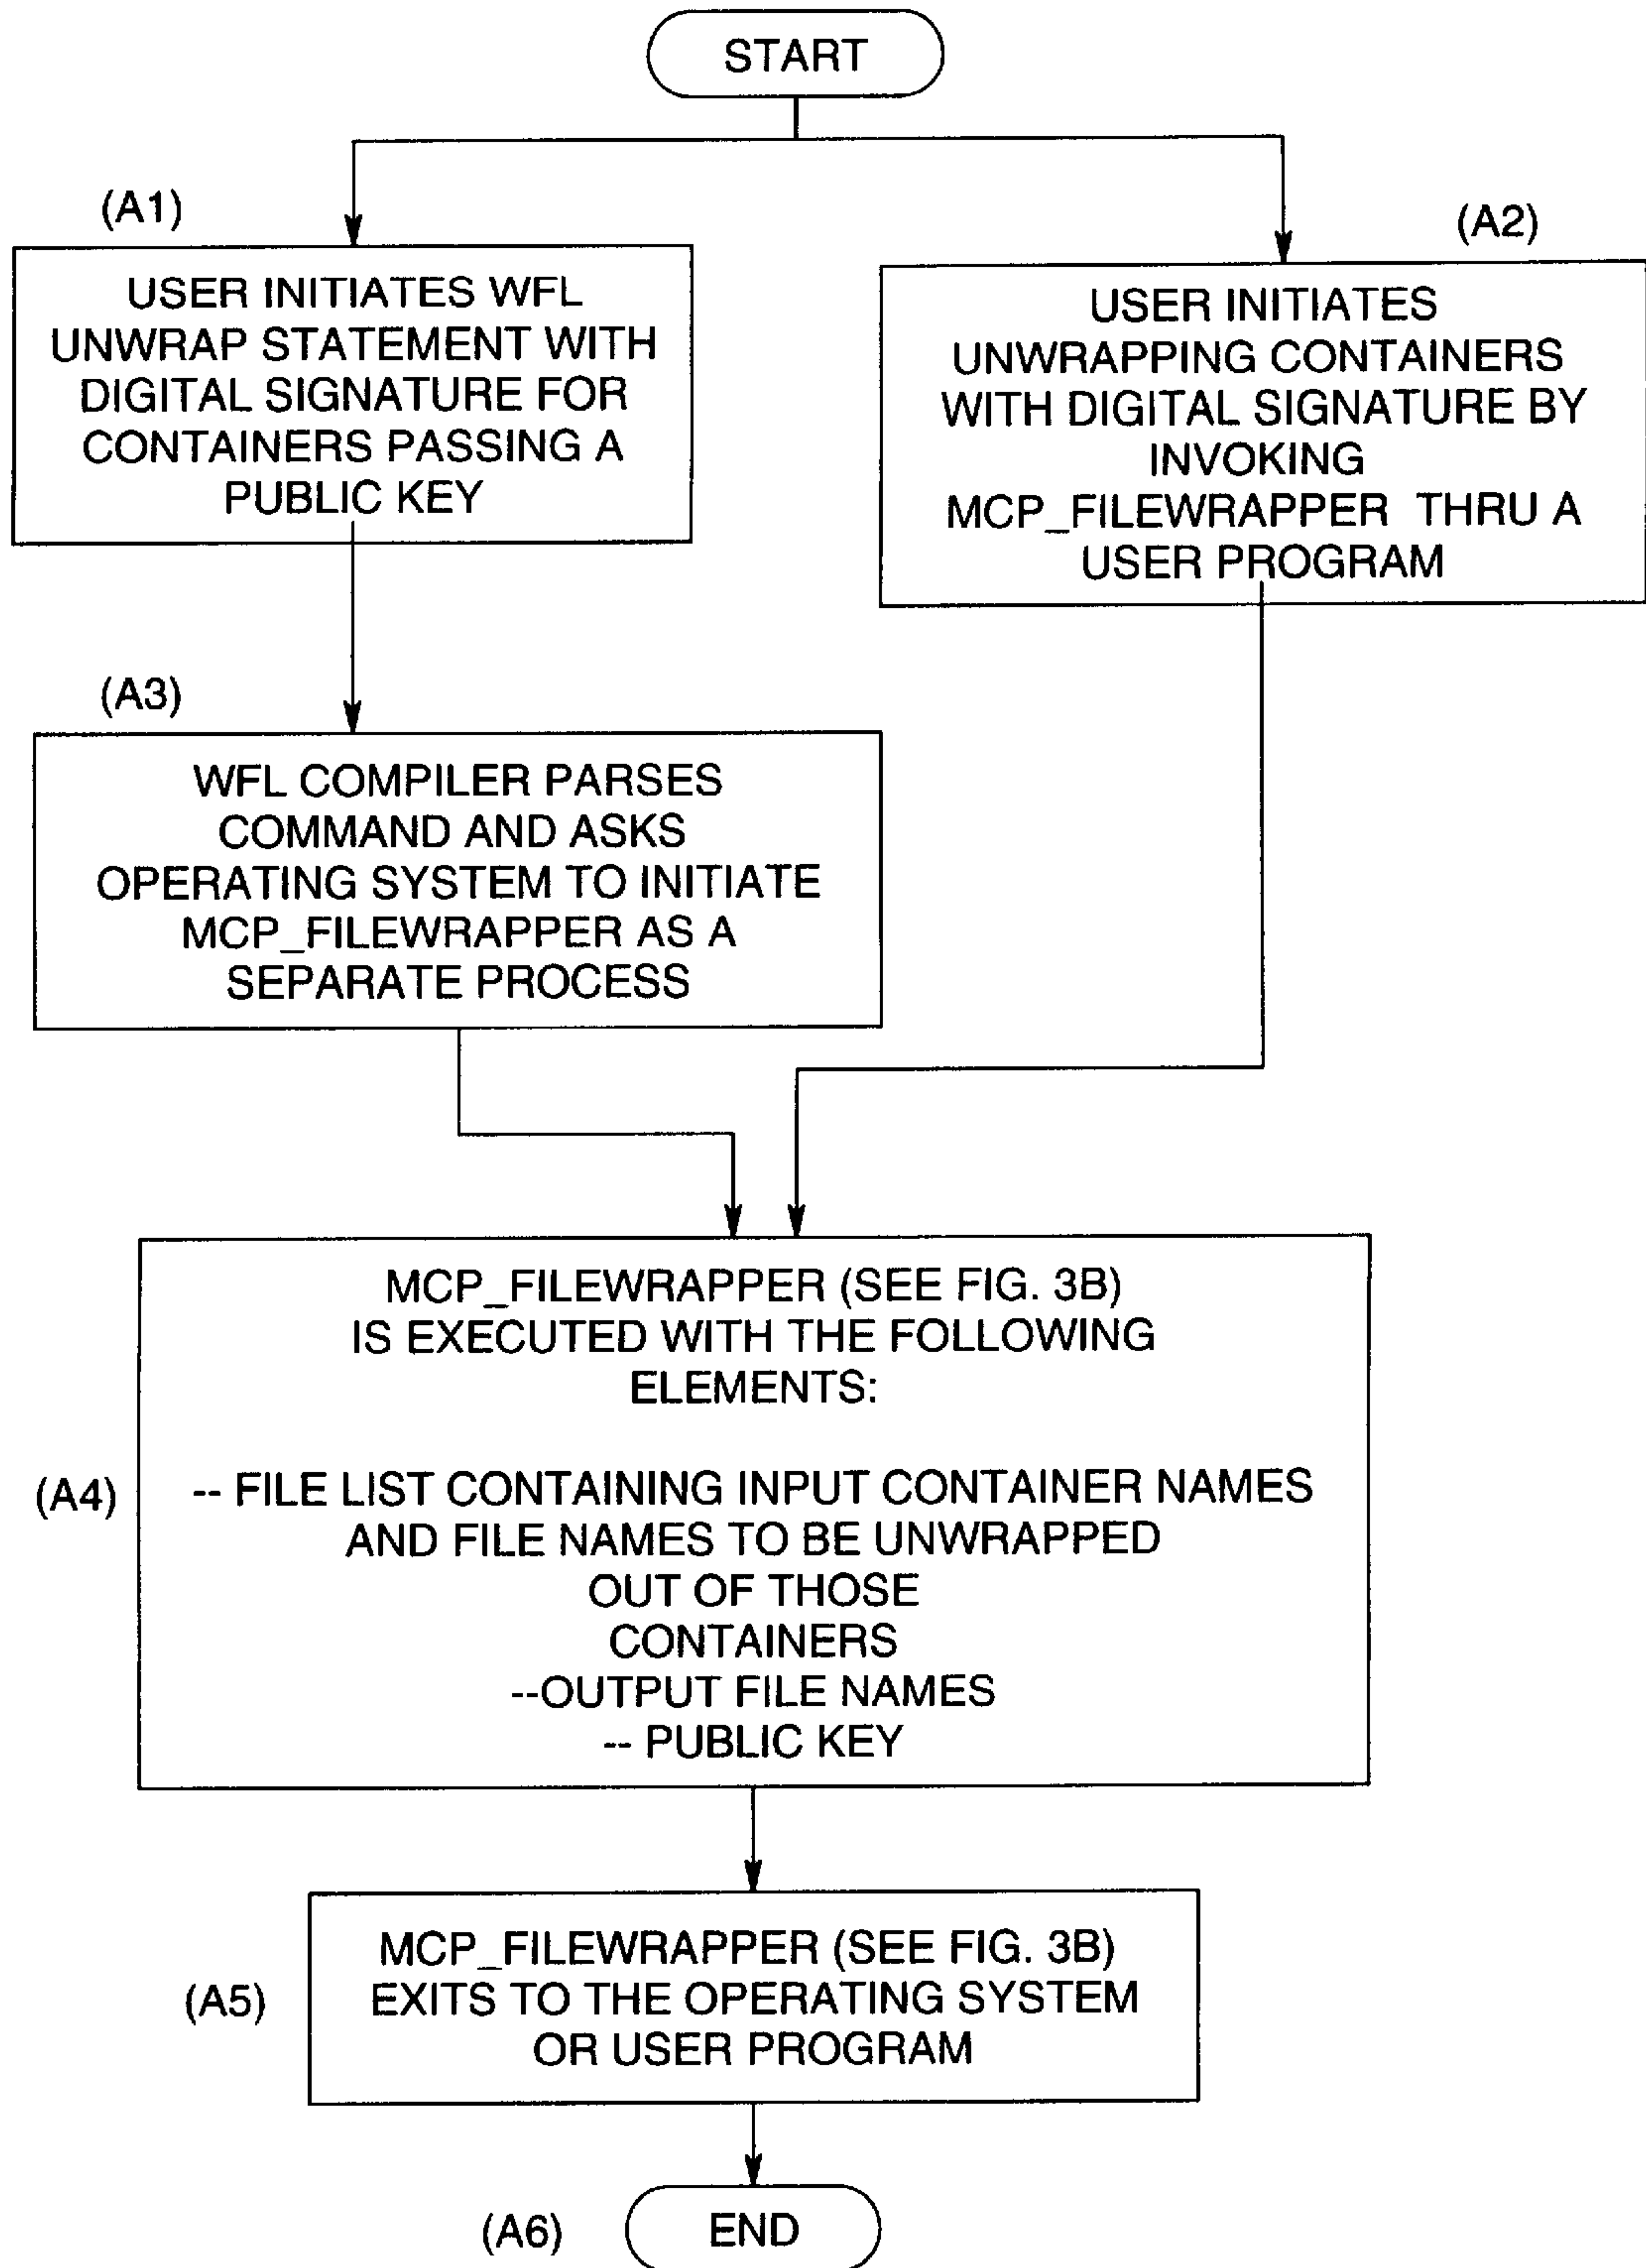 START
(A1)
USER INITIATES WFL
UNWRAP STATEMENT WITH
DIGITAL SIGNATURE FOR
CONTAINERS PASSING A
PUBLIC KEY
(A2)
USER INITIATES
UNWRAPPING CONTAINERS
WITH DIGITAL SIGNATURE BY
INVOKING
MCP_FILEWRAPPER THRU A
USER PROGRAM
(A3)
WFL COMPILER PARSES
COMMAND AND ASKS
OPERATING SYSTEM TO INITIATE
MCP_FILEWRAPPER AS A
SEPARATE PROCESS
(A4)
MCP_FILEWRAPPER (SEE FIG. 3B)
IS EXECUTED WITH THE FOLLOWING
ELEMENTS:
-- FILE LIST CONTAINING INPUT CONTAINER NAMES
AND FILE NAMES TO BE UNWRAPPED
OUT OF THOSE
CONTAINERS
--OUTPUT FILE NAMES
-- PUBLIC KEY
(A5)
MCP_FILEWRAPPER (SEE FIG. 3B)
EXITS TO THE OPERATING SYSTEM
OR USER PROGRAM
(A6)
END